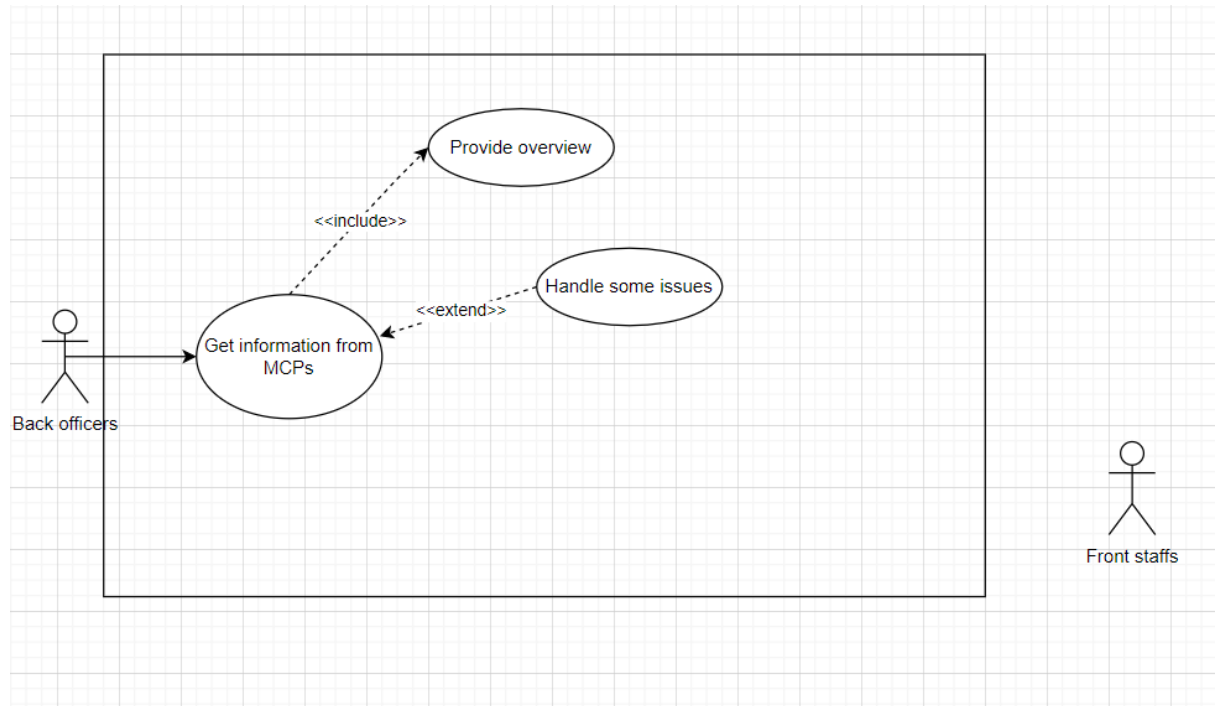 Provide overview
<<include>>
Handle some issues
<<extend>>
Get information from
MCPs
Back officers
Front staffs